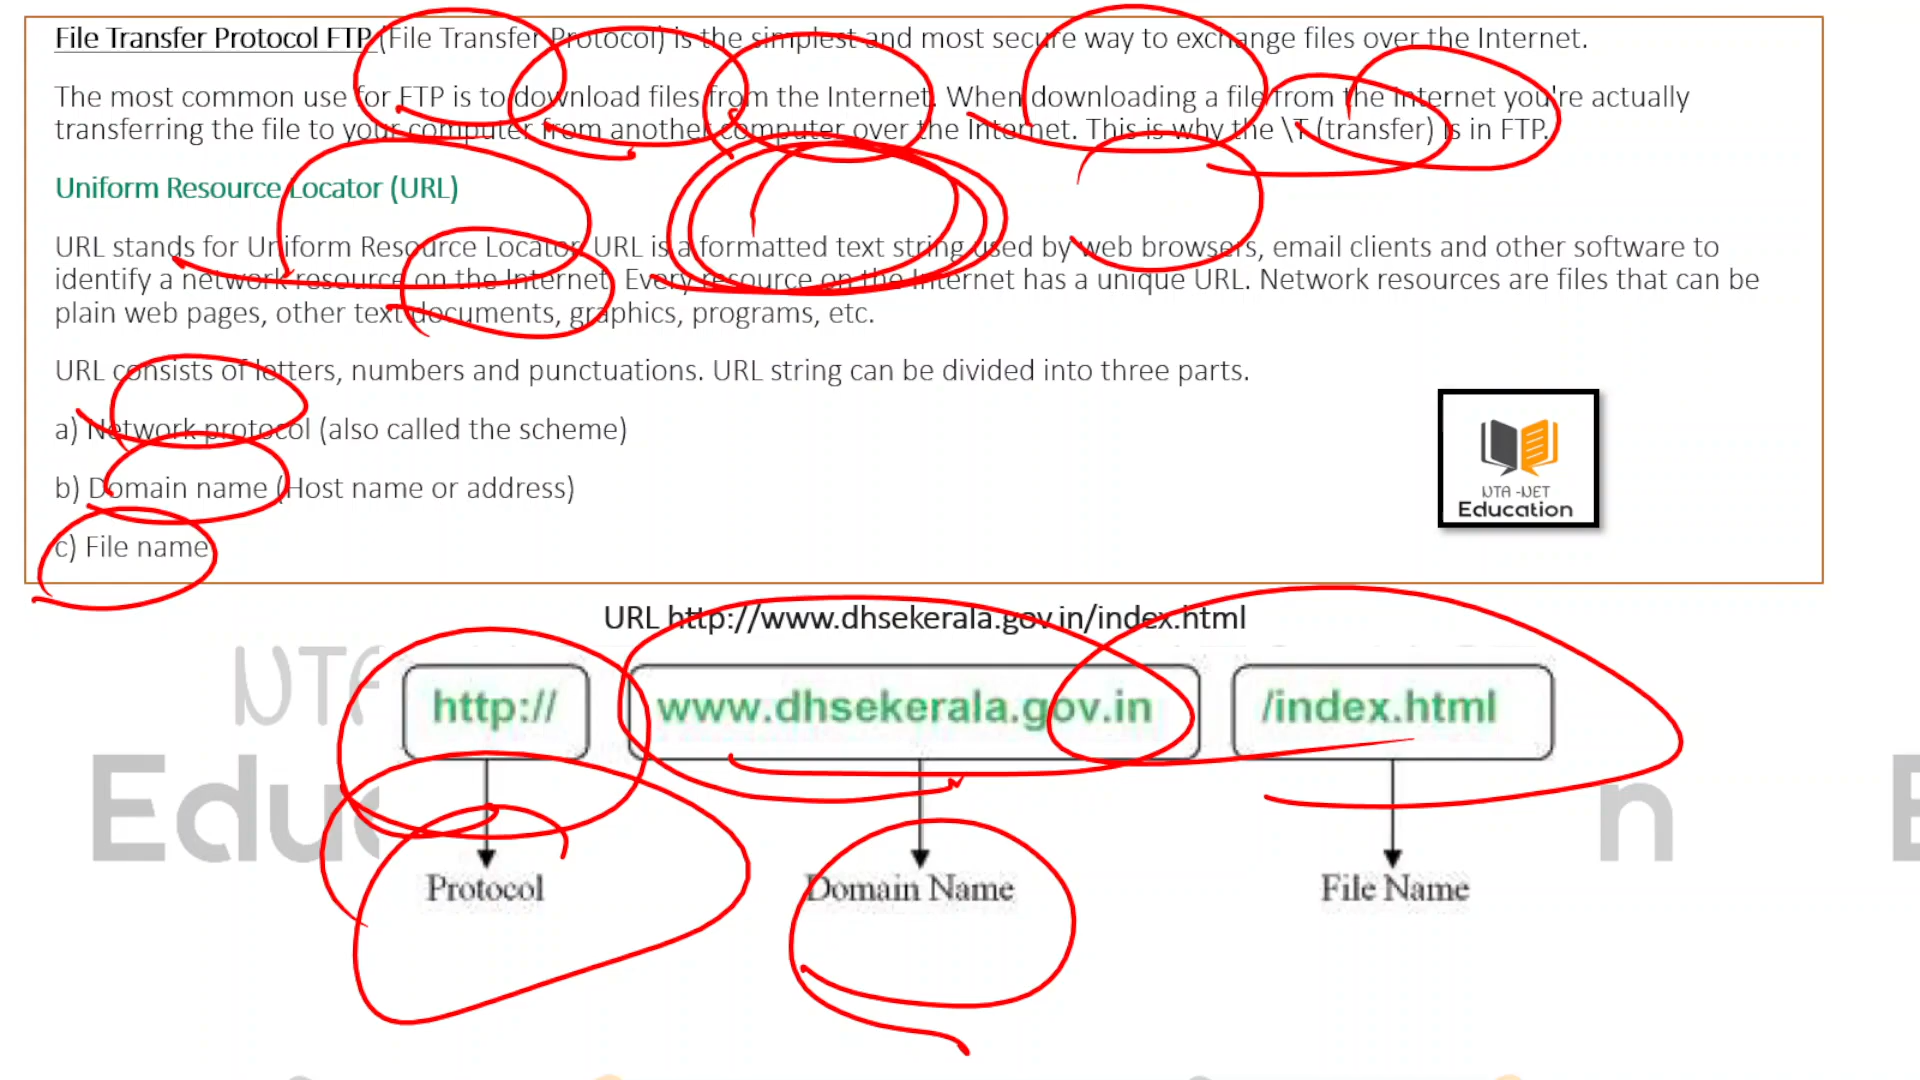 File Transfer Protocol FTP (File Transfer Protocol) is the simplest and most secure way to exchange files over the Internet.
The most common use for FTP is to download files from the Internet. When downloading a file from the Internet you're actually
transferring the file to your computer from another computer over the Internet. This is why the \T (transfer) is in FTP.
Uniform Resource Locator (URL)
URL stands for Uniform Resource Locator. URL is a formatted text string used by web browsers, email clients and other software to
identify a network resource on the Internet. Every resource on the Internet has a unique URL. Network resources are files that can be
plain web pages, other text documents, graphics, programs, etc.
URL consists of letters, numbers and punctuations. URL string can be divided into three parts.
a) Network protocol (also called the scheme)
b) Domain name (Host name or address)
c) File name
NTA -NET
Education
URL http://www.dhsekerala.gov.in/index.html
http:// www.dhsekerala.gov.in /index.html
Protocol Domain Name File Name